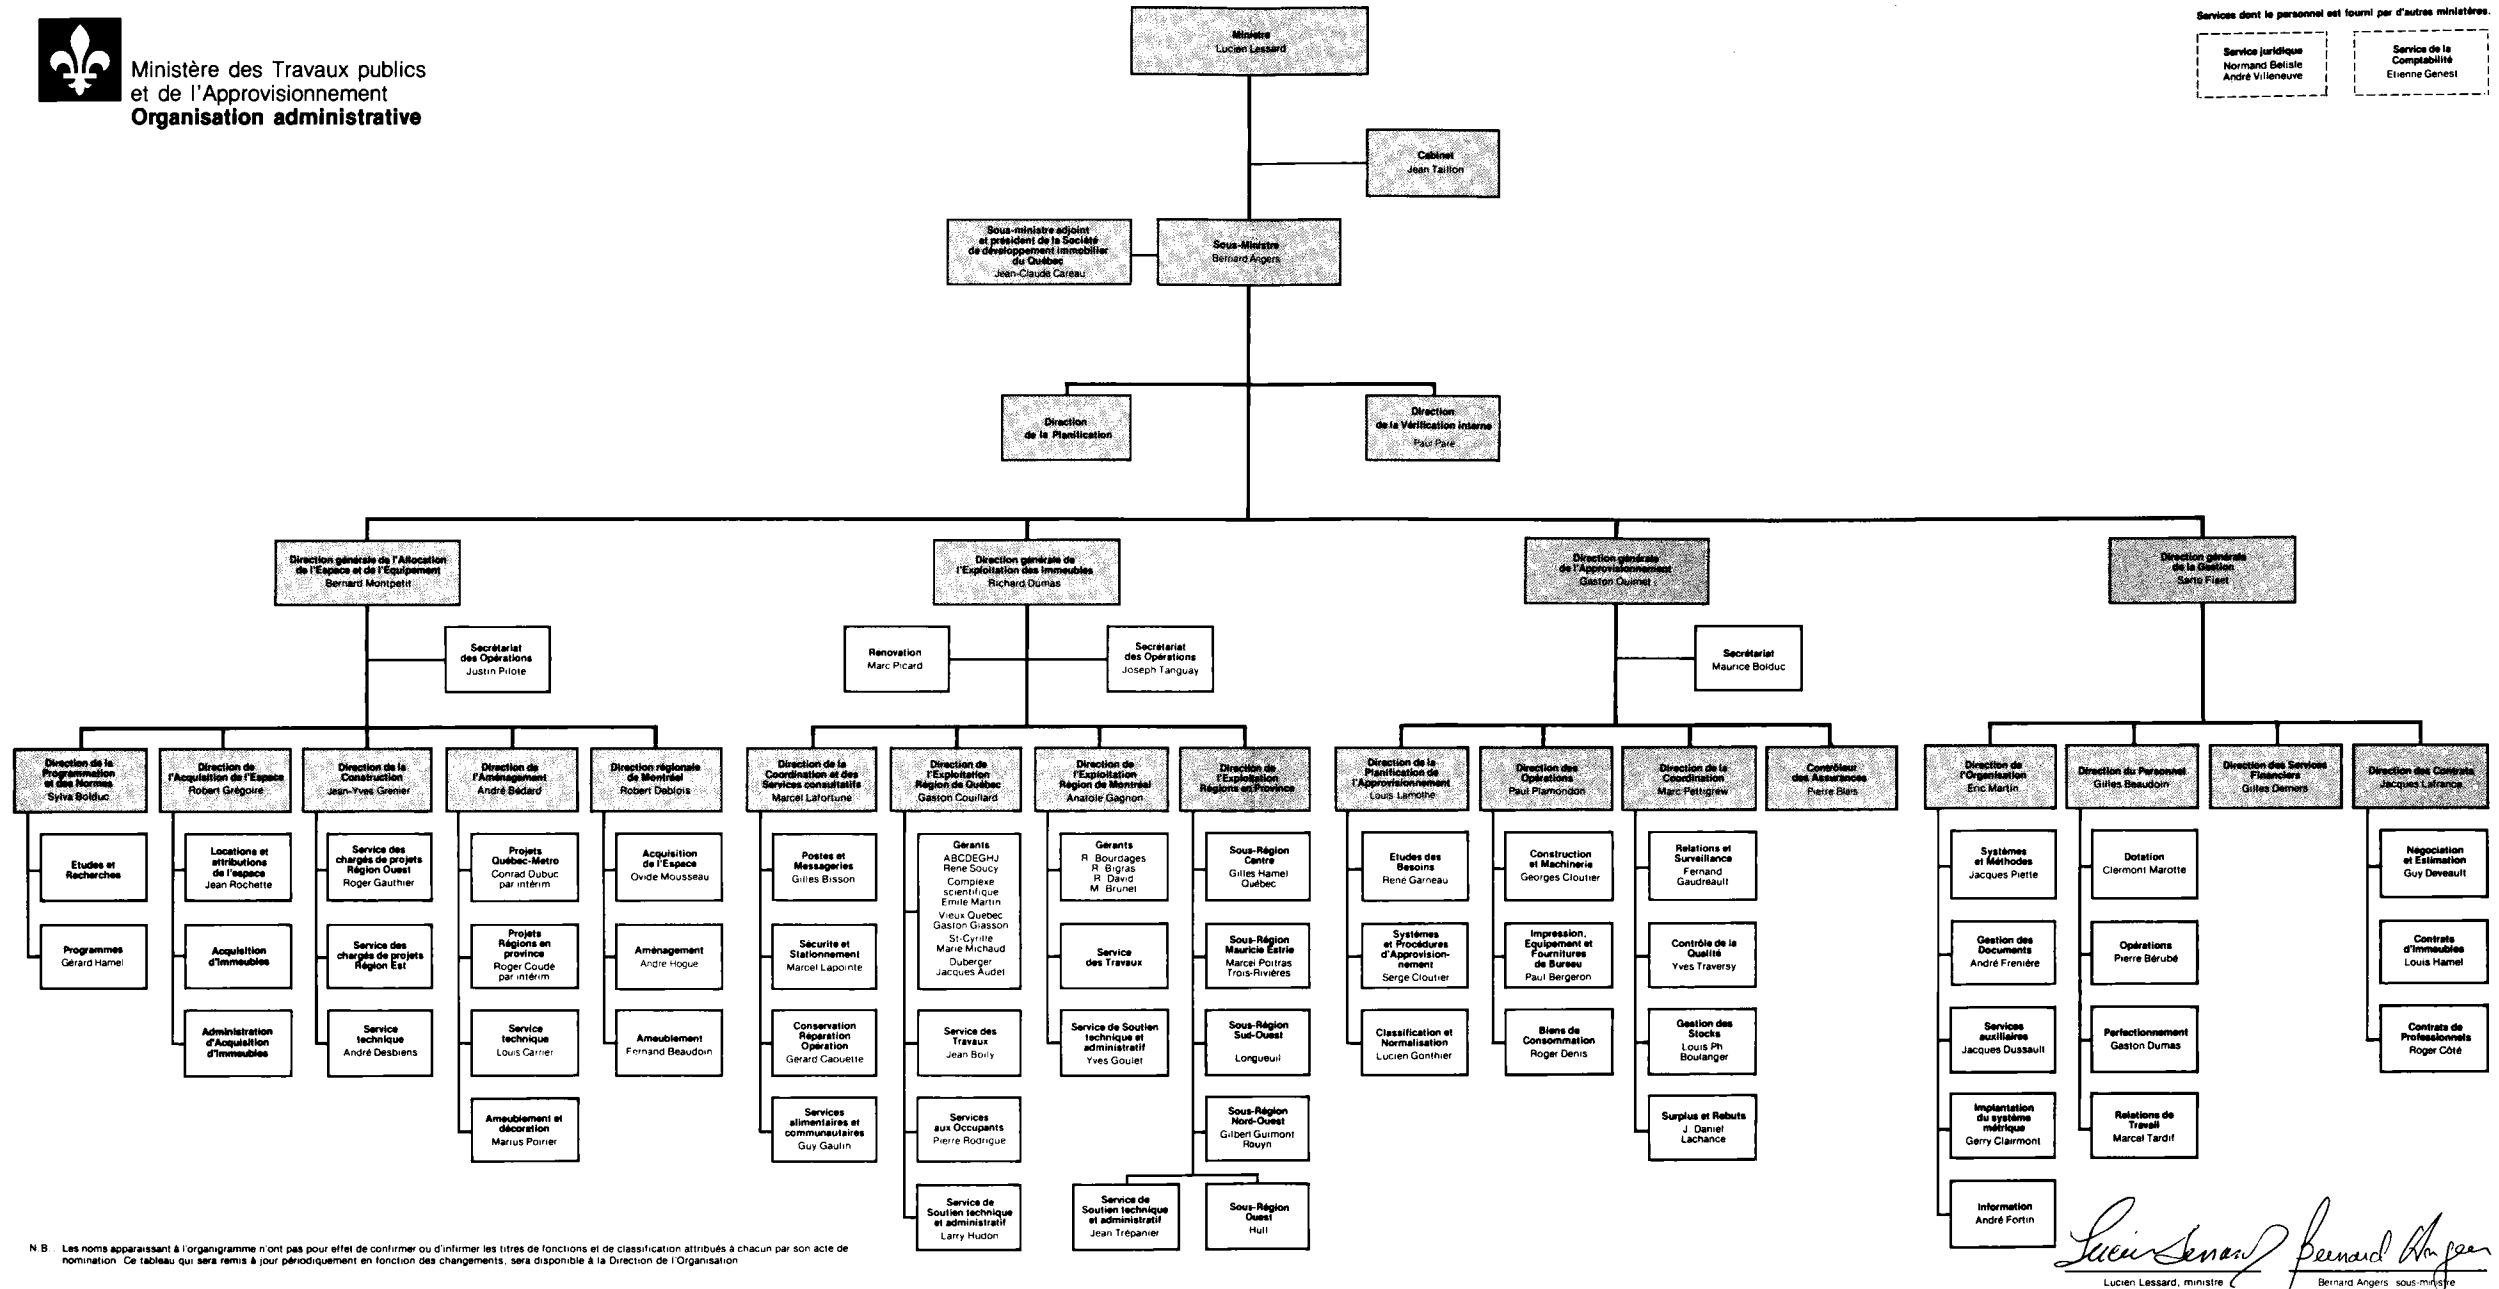 Ministère des Travaux publics
et de l'Approvisionnement
Organisation administrative
Services dont le personnel est fourni par d'autres ministères.
Service juridique
Normand Belisle
André Villeneuve
Service de la
Comptabilité
Etienne Genest
Ministre
Lucien Lessard
Cabinet
Jean Taillon
Sous-ministre adjoint
et président de la Société
de développement immobilier
du Québec
Jean-Claude Careau
Sous-Ministre
Bernard Angers
Direction
de la Planification
Direction
de la Vérification interne
Paul Paré
Direction générale de l'Allocation
de l'Espace et de l'Équipement
Bernard Montpetit
Direction générale de
l'Exploitation des Immeubles
Richard Dumas
Direction générale
de l'Approvisionnement
Gaston Ouimet
Direction générale
de la Gestion
Sarto Fiset
Secrétariat
des Opérations
Justin Pilote
Renovation
Marc Picard
Secrétariat
des Opérations
Joseph Tanguay
Secrétariat
Maurice Bolduc
Direction de la
Programmation
et des Normes
Sylva Bolduc
Etudes et
Recherches
Programmes
Gérard Hamel
Direction de
l'Acquisition de l'Espace
Robert Grégoire
Locations et
attributions
de l'espace
Jean Rochette
Acquisition
d'Immeubles
Administration
d'Acquisition
d'Immeubles
Direction de la
Construction
Jean-Yves Grenier
Service des
chargés de projets
Région Ouest
Roger Gauthier
Service des
chargés de projets
Région Est
Service
technique
André Desbiens
Direction de
l'Aménagement
André Bédard
Projets
Québec-Metro
Conrad Dubuc
par intérim
Projets
Régions en
province
Roger Coudé
par intérim
Service
technique
Louis Carrier
Ameublement et
décoration
Marius Poirier
Direction régionale
de Montréal
Robert Deblois
Acquisition
de l'Espace
Ovide Mousseau
Aménagement
Andre Hogue
Ameublement
Fernand Beaudoin
Direction de la
Coordination et des
Services consultatifs
Marcel Lafortune
Postes et
Messageries
Gilles Bisson
Sécurite et
Stationnement
Marcel Lapointe
Conservation
Réparation
Opération
Gerard Caouette
Services
alimentaires et
communautaires
Guy Gaulin
Direction de
l'Exploitation
Région de Québec
Gaston Couillard
Gérants
ABCDEGHJ
Rene Soucy
Complexe
scientifique
Emile Martin
Vieux Quebec
Gaston Giasson
St-Cyrille
Marie Michaud
Duberger
Jacques Audet
Service des
Travaux
Jean Boily
Services
aux Occupants
Pierre Rodrigue
Service de
Soutien technique
et administratif
Larry Hudon
Direction de
l'Exploitation
Région de Montréal
Anatole Gagnon
Gérants
R Bourdages
R Bigras
R David
M Brunet
Service
des Travaux
Service de Soutien
technique et
administratif
Yves Goulet
Direction de
l'Exploitation
Régions en Province
Sous-Région
Centre
Gilles Hamel
Québec
Sous-Région
Mauricie Estrie
Marcel Poitras
Trois-Rivières
Sous-Région
Sud-Ouest
Longueuil
Sous-Région
Nord-Ouest
Gilbert Guimont
Rouyn
Service de
Soutien technique
et administratif
Jean Trépanier
Sous-Région
Ouest
Hull
Direction de la
Planification de
l'Approvisionnement
Louis Lamothe
Etudes des
Besoins
René Garneau
Systèmes
et Procédures
d'Approvision-
nement
Serge Cloutier
Classification et
Normalisation
Lucien Gonthier
Direction des
Opérations
Paul Plamondon
Construction
et Machinerie
Georges Cloutier
Impression,
Equipement et
Fournitures
de Bureau
Paul Bergeron
Biens de
Consommation
Roger Denis
Direction de la
Coordination
Marc Pettigrew
Relations et
Surveillance
Fernand
Gaudreault
Contrôle de la
Qualité
Yves Traversy
Gestion des
Stocks
Louis Ph
Boulanger
Surplus et Rebuts
J. Daniel
Lachance
Contrôleur
des Assurances
Pierre Blais
Direction de
l'Organisation
Eric Martin
Systèmes
et Méthodes
Jacques Piette
Gestion des
Documents
André Frenière
Services
auxiliaires
Jacques Dussault
Implantation
du système
métrique
Gerry Clairmont
Information
André Fortin
Direction du Personnel
Gilles Beaudoin
Dotation
Clermont Marotte
Opérations
Pierre Bérubé
Perfectionnement
Gaston Dumas
Relations de
Travail
Marcel Tardif
Direction des Services
Financiers
Gilles Demers
Direction des Contrats
Jacques Lafrance
Négociation
et Estimation
Guy Deveault
Contrats
d'Immeubles
Louis Hamel
Contrats de
Professionnels
Roger Côté
N.B. Les noms apparaissant à l'organigramme n'ont pas pour effet de confirmer ou d'infirmer les titres de fonctions et de classification attribués à chacun par son acte de
nomination Ce tableau qui sera remis à jour périodiquement en fonction des changements, sera disponible à la Direction de l'Organisation
Lucien Lessard Bernard Angers
Lucien Lessard, ministre
Bernard Angers sous-ministre